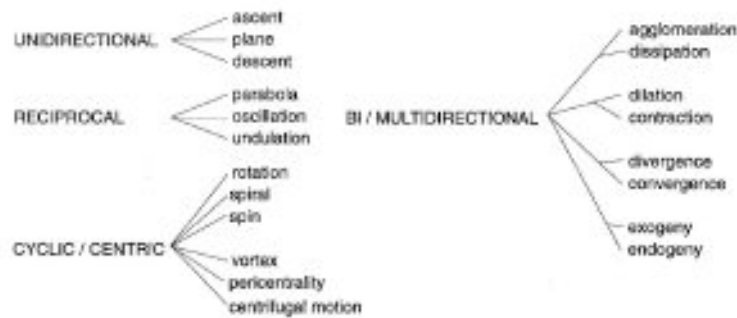 UNIDIRECTIONAL
ascent
plane
descent
RECIPROCAL
parabola
oscillation
undulation
CYCLIC / CENTRIC
rotation
spiral
spin
vortex
pericentrality
centrifugal motion
BI / MULTIDIRECTIONAL
agglomeration
dissipation
dilation
contraction
divergence
convergence
exogeny
endogeny